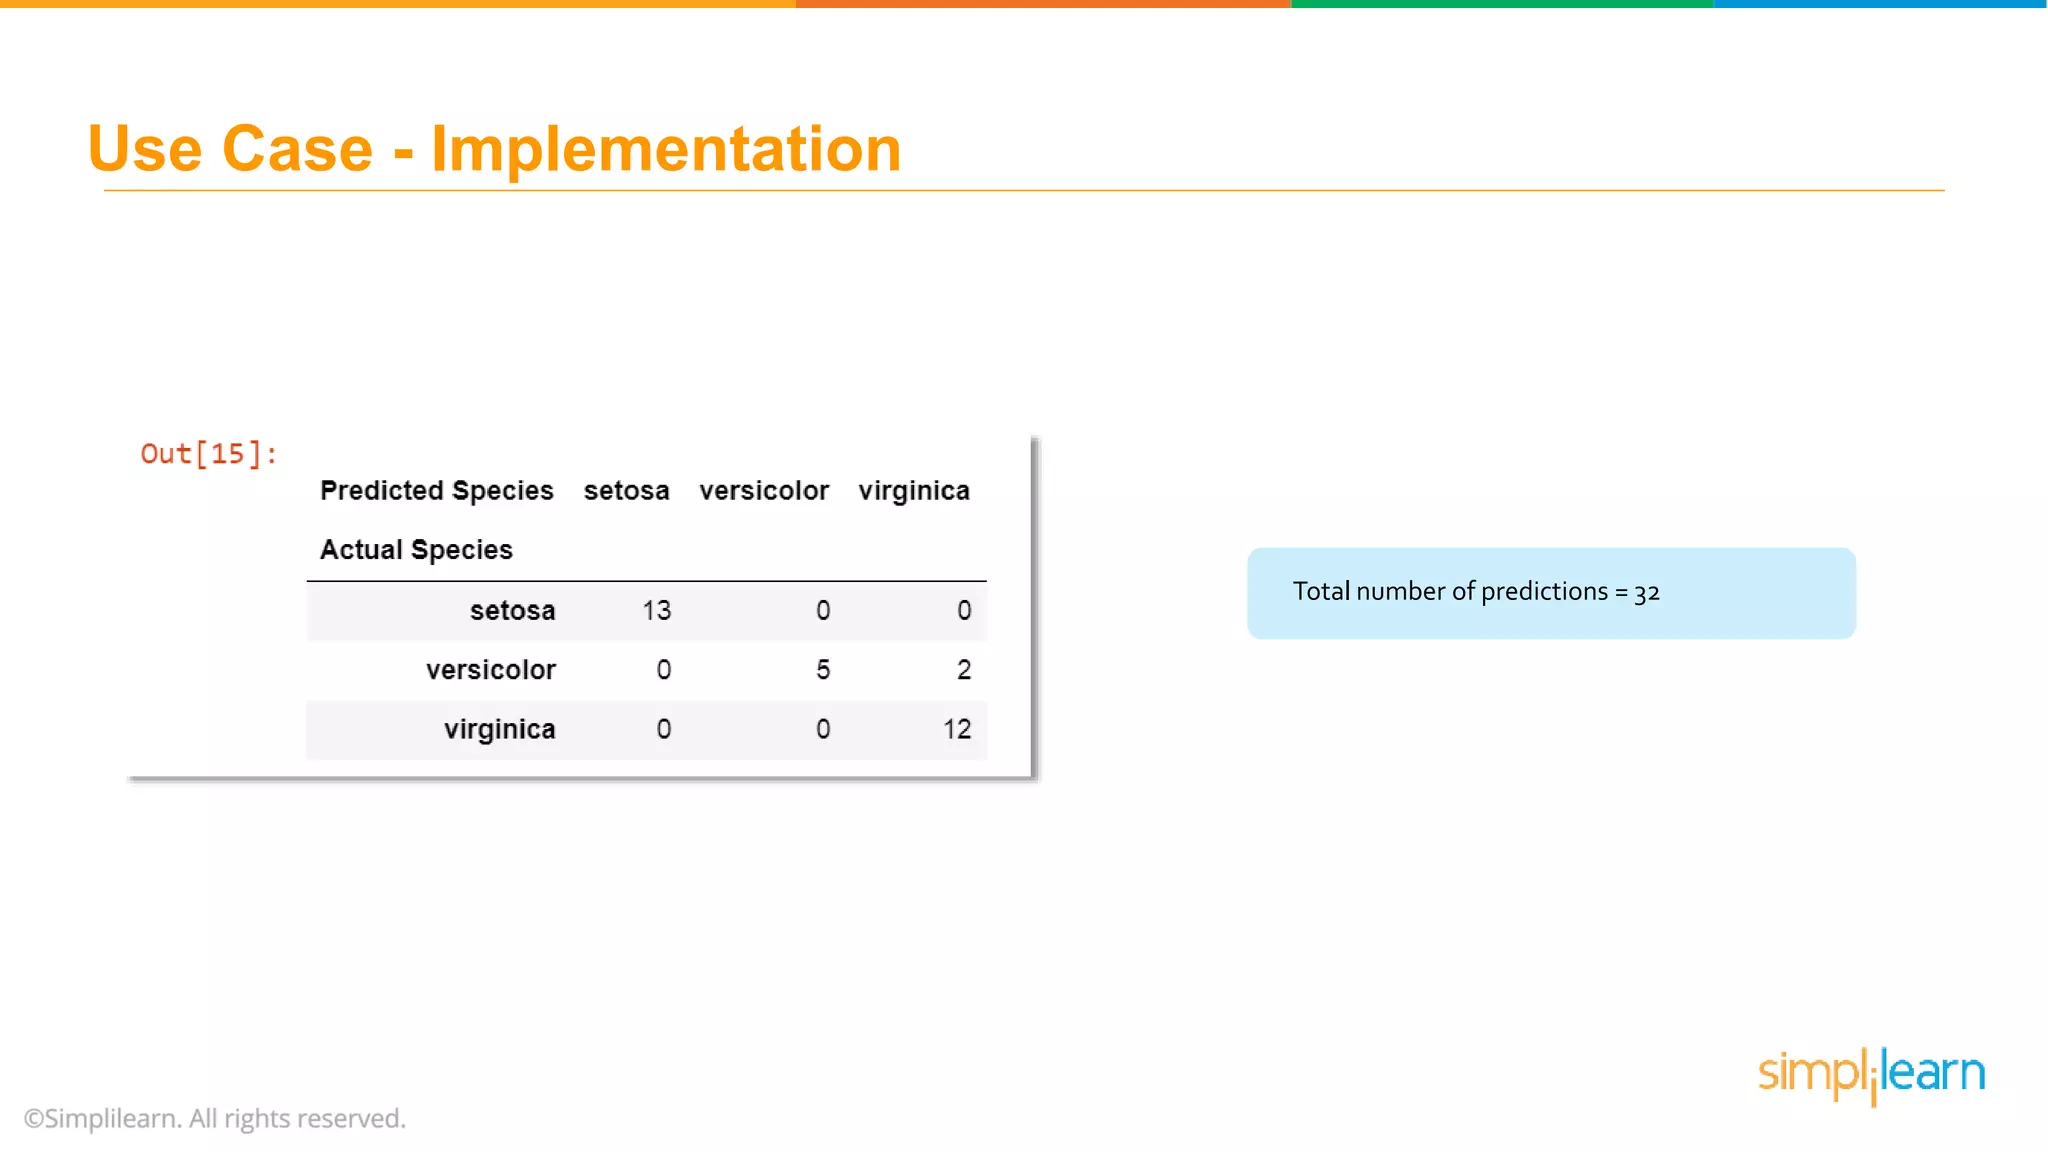 Use Case - Implementation
Out[15]:
Predicted Species setosa versicolor virginica
Actual Species
setosa 13 0 0
versicolor 0 5 2
virginica 0 0 12
Total number of predictions = 32
simplilearn
©Simplilearn. All rights reserved.